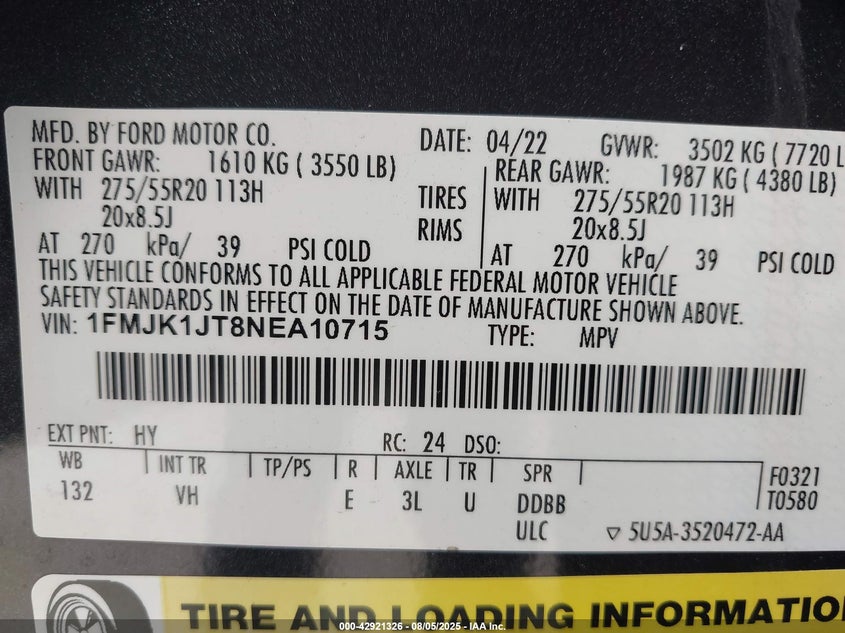 MFD. BY FORD MOTOR CO. DATE: 04/22 GVWR: 3502 KG ( 7720 L
FRONT GAWR: 1610 KG ( 3550 LB) REAR GAWR: 1987 KG ( 4380 LB)
WITH 275/55R20 113H TIRES WITH 275/55R20 113H
20x8.5J RIMS 20x8.5J
AT 270 kPa/ 39 PSI COLD AT 270 kPa/ 39 PSI COLD
THIS VEHICLE CONFORMS TO ALL APPLICABLE FEDERAL MOTOR VEHICLE
SAFETY STANDARDS IN EFFECT ON THE DATE OF MANUFACTURE SHOWN ABOVE.
VIN: 1FMJK1JT8NEA10715 TYPE: MPV
EXT PNT: HY RC: 24 DSO:
WB INT TR TP/PS R AXLE TR SPR F0321
132 VH E 3L U DDBB T0580
ULC ▽ 5U5A-3520472-AA
TIRE AND LOADING INFORMATION
000-42921326 - 08/05/2025 - IAA Inc.